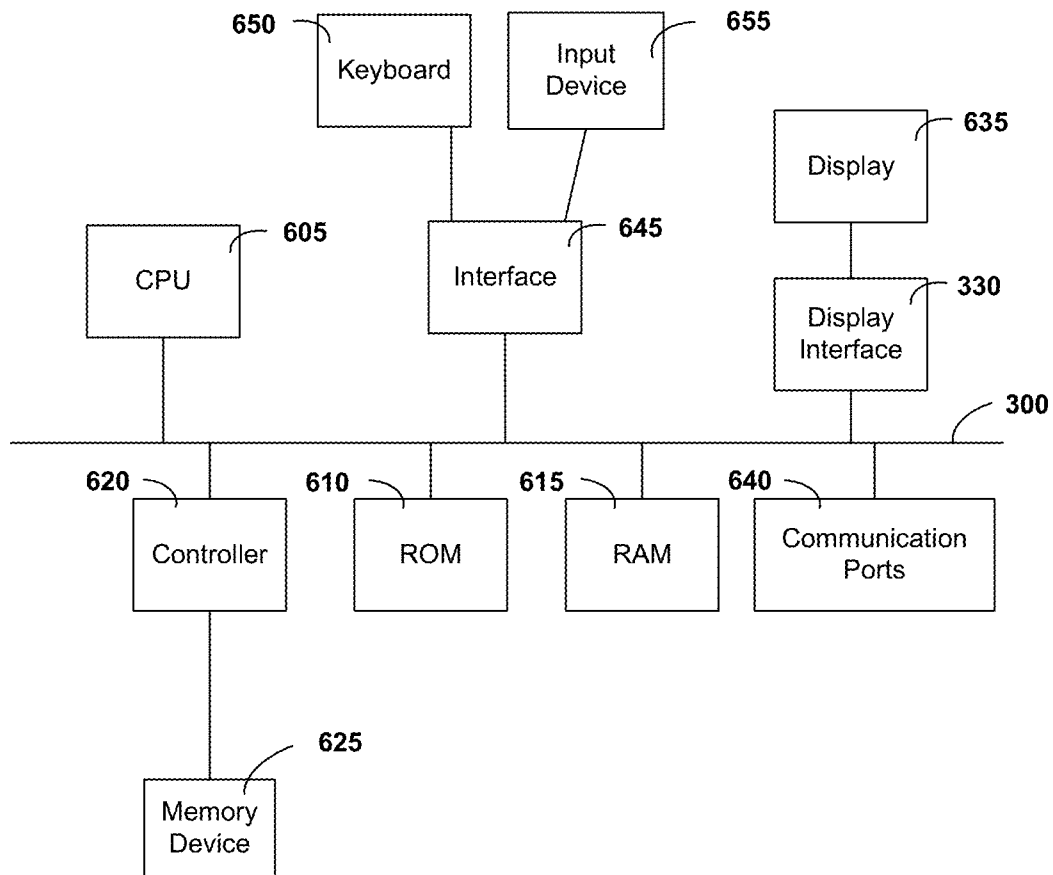 650
Keyboard
655
Input
Device
635
Display
605
CPU
645
Interface
330
Display
Interface
300
620
Controller
610
ROM
615
RAM
640
Communication
Ports
625
Memory
Device